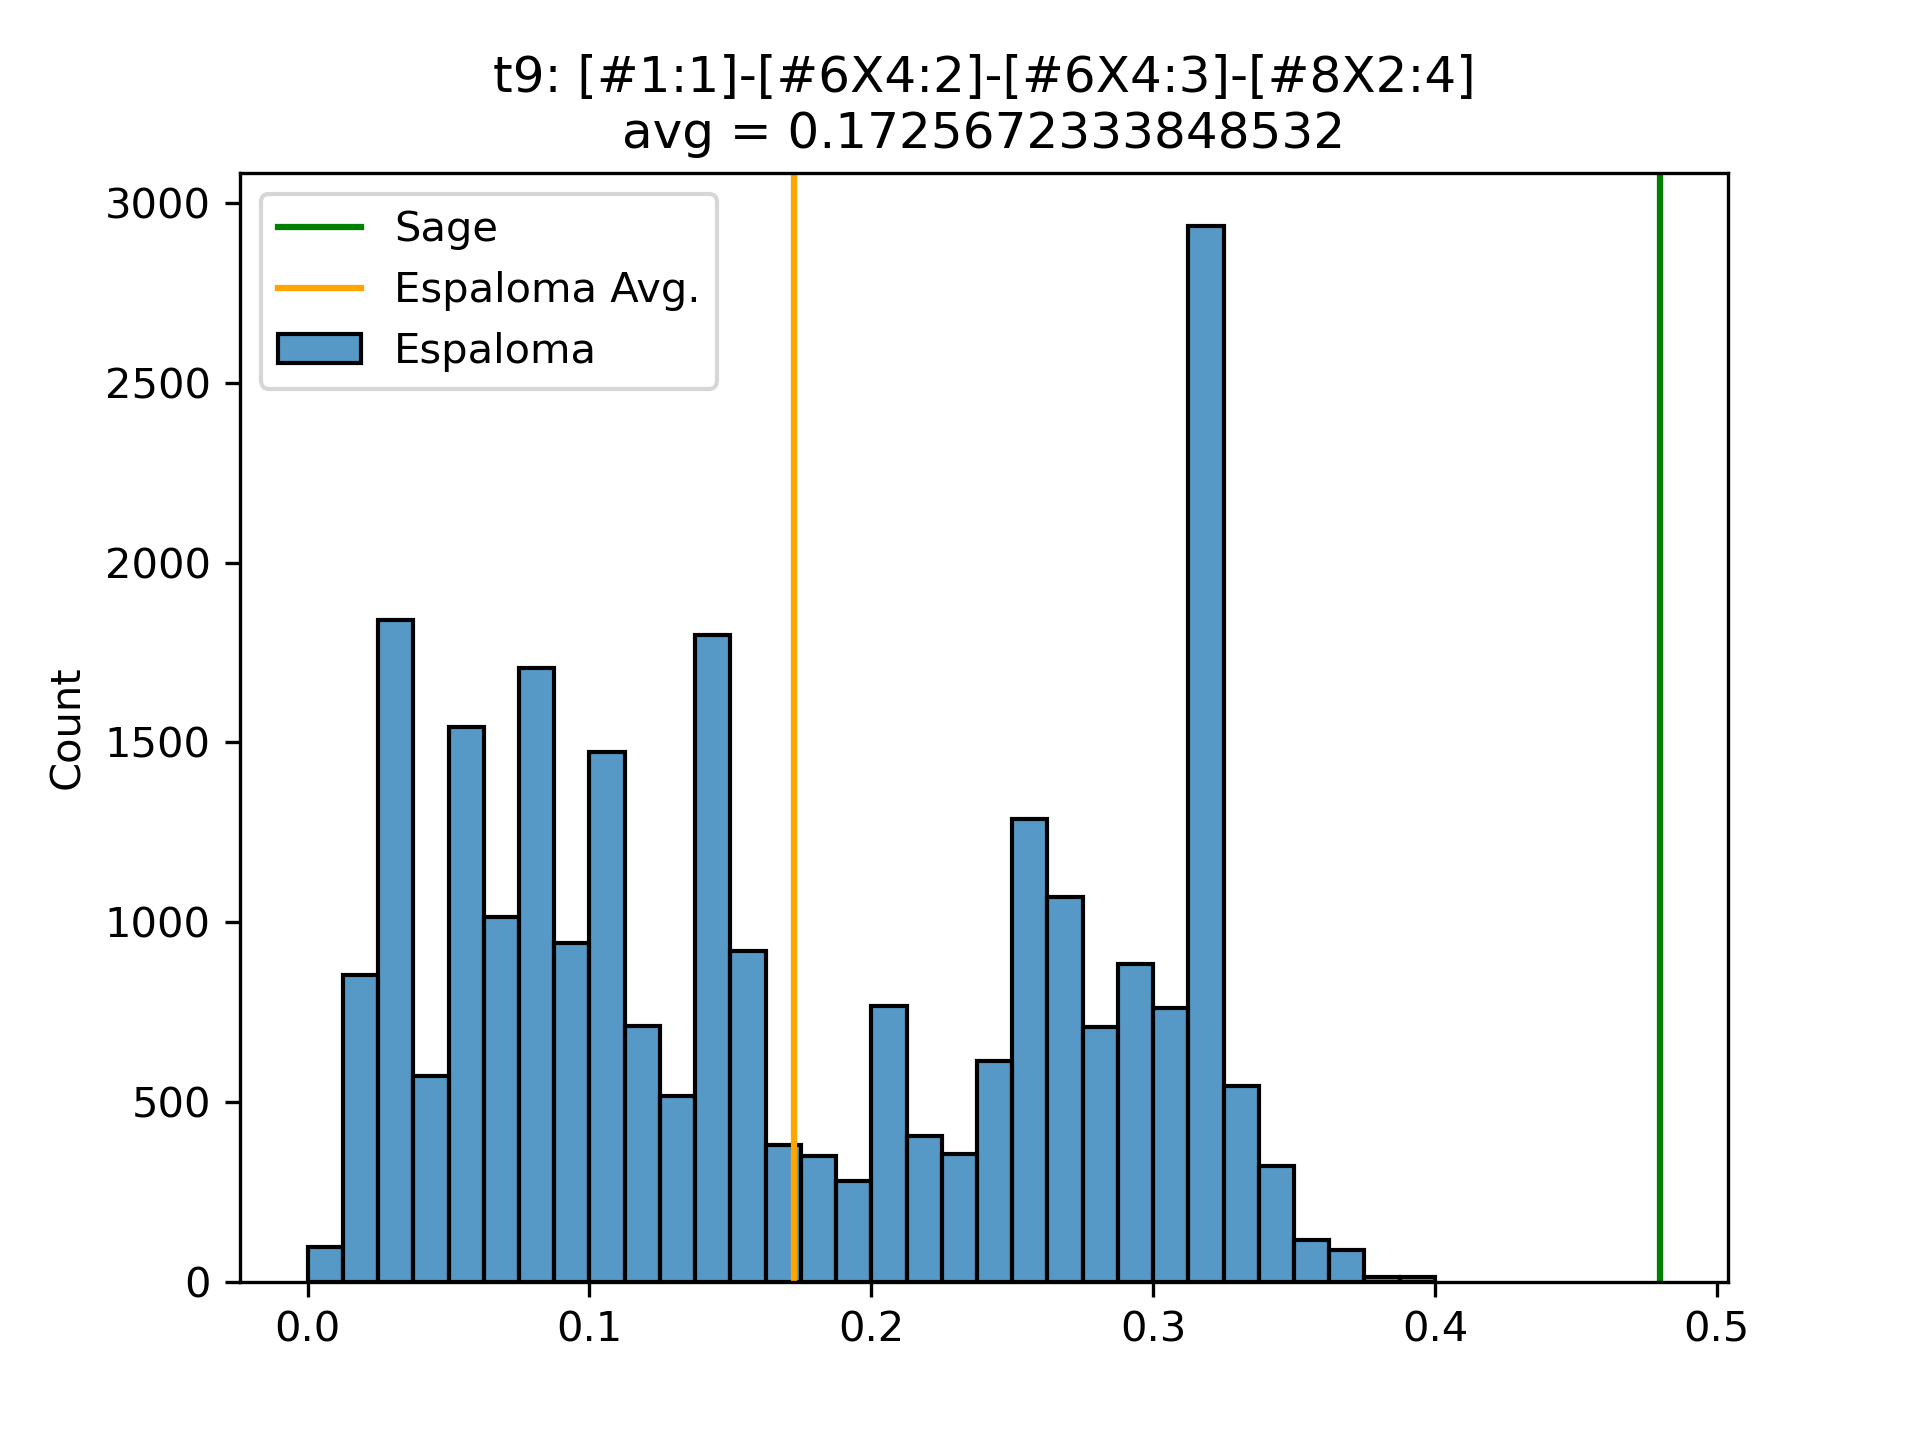 t9: [#1:1]-[#6X4:2]-[#6X4:3]-[#8X2:4]
avg = 0.1725672333848532
Sage
Espaloma Avg.
Espaloma
Count
3000
2500
2000
1500
1000
500
0
0.0 0.1 0.2 0.3 0.4 0.5